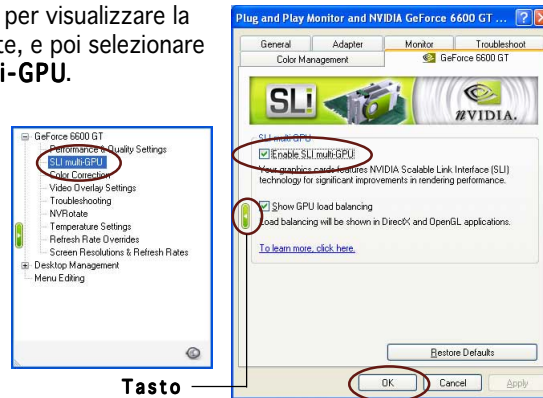 per visualizzare la
te, e poi selezionare
i-GPU.
GeForce 6600 GT
Performance & Quality Settings
SLI multi-GPU
Color Correction
Video Overlay Settings
Troubleshooting
NVRotate
Temperature Settings
Refresh Rate Overrides
Screen Resolutions & Refresh Rates
Desktop Management
Menu Editing
Tasto
Plug and Play Monitor and NVIDIA GeForce 6600 GT ...
General Adapter Monitor Troubleshoot
Color Management GeForce 6600 GT
SLI
nVIDIA.
SLI multi-GPU
Enable SLI multi-GPU
Your graphics cards features NVIDIA Scalable Link Interface (SLI)
technology for significant improvements in rendering performance.
Show GPU load balancing
Load balancing will be shown in DirectX and OpenGL applications.
To learn more, click here.
Restore Defaults
OK Cancel Apply